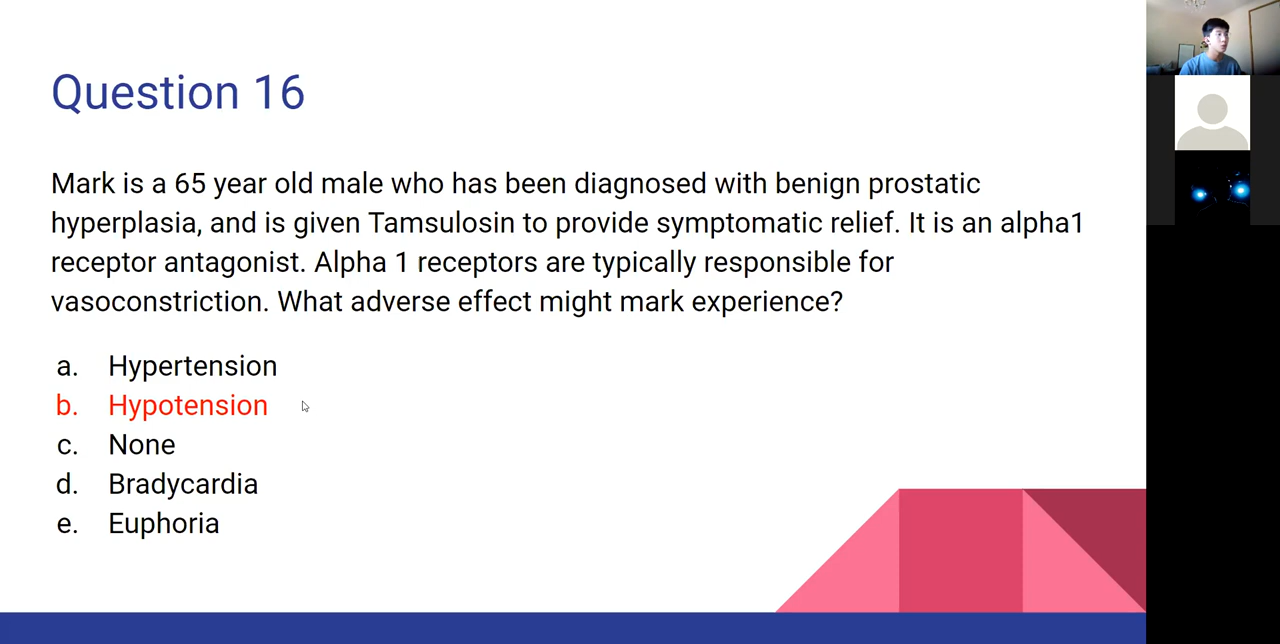 Question 16
Mark is a 65 year old male who has been diagnosed with benign prostatic
hyperplasia, and is given Tamsulosin to provide symptomatic relief. It is an alpha1
receptor antagonist. Alpha 1 receptors are typically responsible for
vasoconstriction. What adverse effect might mark experience?
a. Hypertension
b. Hypotension
c. None
d. Bradycardia
e. Euphoria